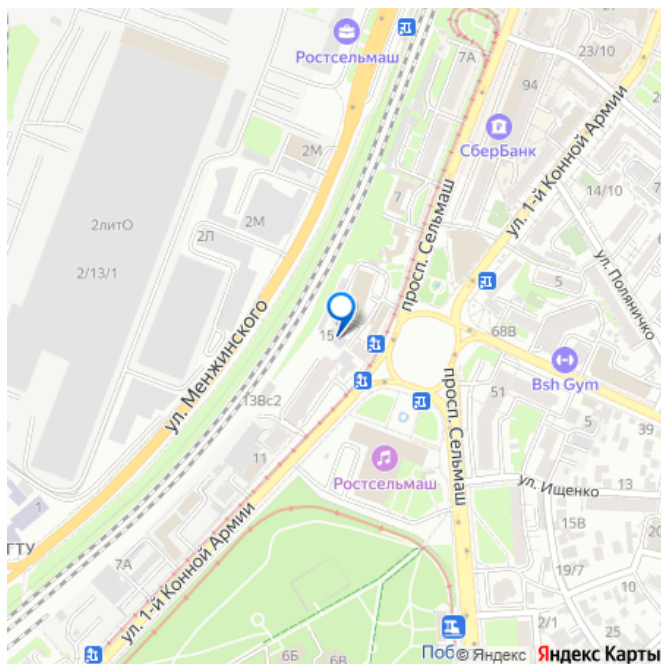 7А
23/10
Ростсельмаш
94
СберБанк
ул. 1-й Конной Армии
2М
14/10
7
просп. Сельмаш
2литО
2М
2Л
ул. Поляничко
2/13/1
5
15
68В
ул. Менжинского
Bsh Gym
просп. Сельмаш
51
5
13Вс2
39
11
Ростсельмаш
ул. Ищенко
13
1
15В
ГТУ
20
7А
ул. 1-й Конной Армии
19/7
10
2/1
25
Поб
6Б
6В
© Яндекс Яндекс Карты